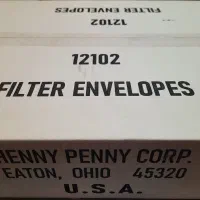 12102
FILTER ENVELOPES
12102
FILTER ENVELOPES
HENNY PENNY CORP.
EATON, OHIO 45320
U.S.A.